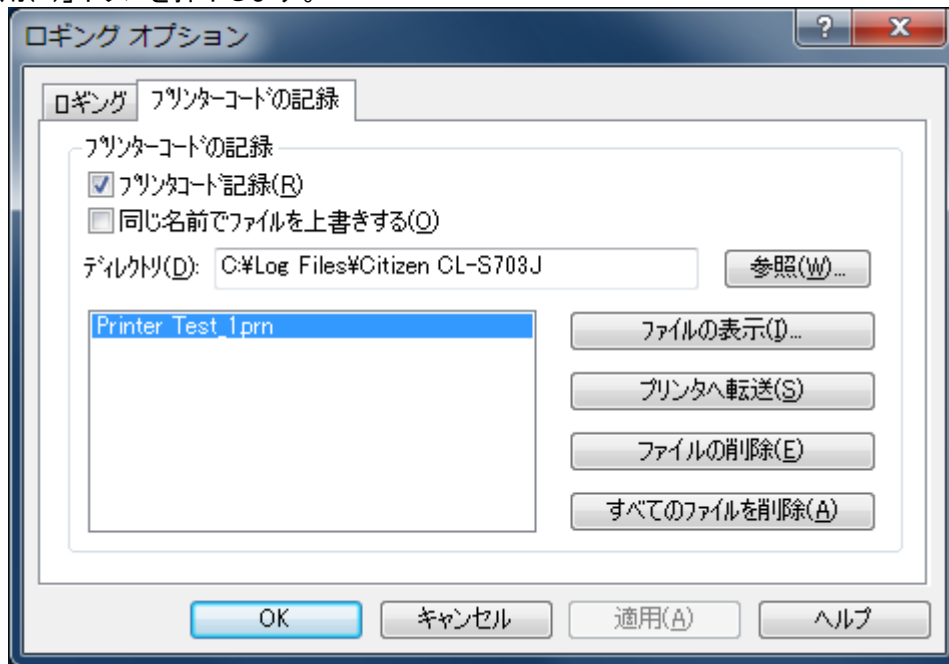 ロギング オプション
ロギング プリンターコードの記録
プリンターコードの記録
プリンタコード記録(R)
同じ名前でファイルを上書きする(O)
ディレクトリ(D): C:¥Log Files¥Citizen CL-S703J 参照(W)...
Printer Test_1.prn
ファイルの表示(I)...
プリンタへ転送(S)
ファイルの削除(E)
すべてのファイルを削除(A)
OK キャンセル 適用(A) ヘルプ